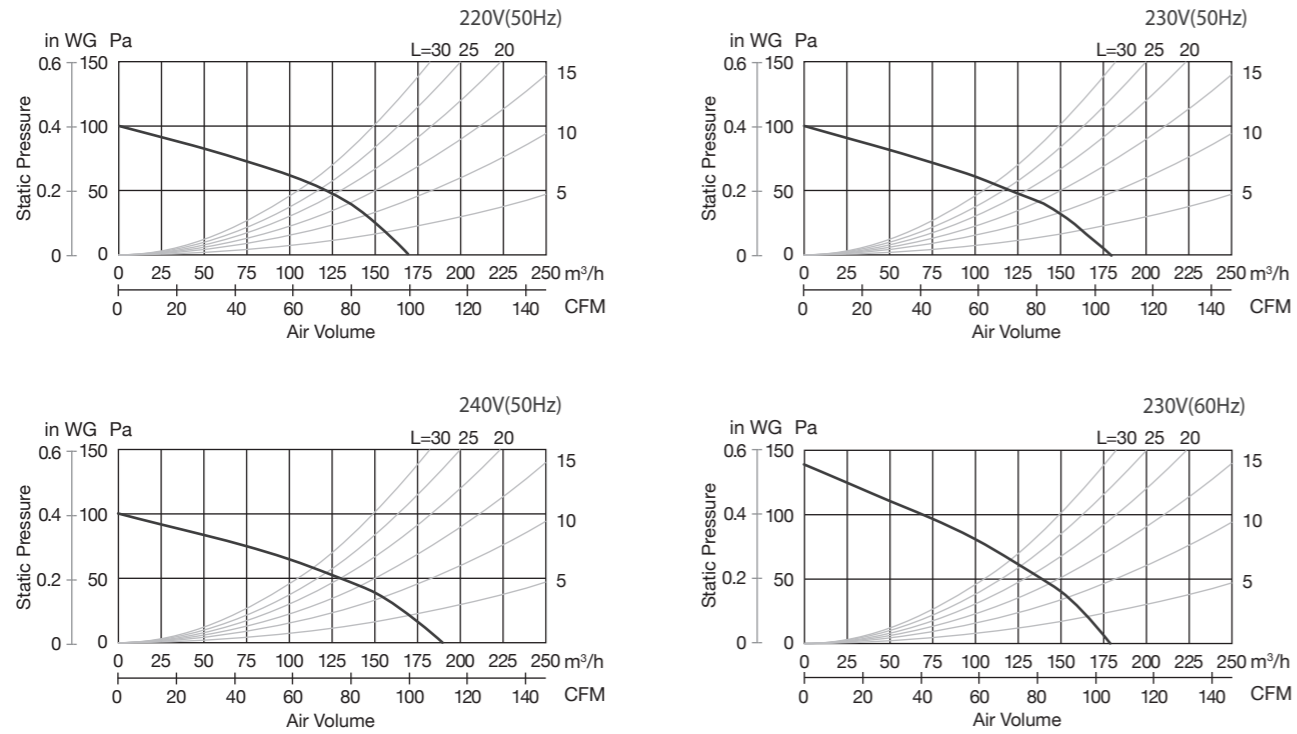 220V(50Hz)
in WG Pa
L=30 25 20
0.6 150
15
0.4 100
10
0.2 50
5
0 0
Static Pressure
0 25 50 75 100 125 150 175 200 225 250 m³/h
0 20 40 60 80 100 120 140 CFM
Air Volume
230V(50Hz)
in WG Pa
L=30 25 20
0.6 150
15
0.4 100
10
0.2 50
5
0 0
Static Pressure
0 25 50 75 100 125 150 175 200 225 250 m³/h
0 20 40 60 80 100 120 140 CFM
Air Volume
240V(50Hz)
in WG Pa
L=30 25 20
0.6 150
15
0.4 100
10
0.2 50
5
0 0
Static Pressure
0 25 50 75 100 125 150 175 200 225 250 m³/h
0 20 40 60 80 100 120 140 CFM
Air Volume
230V(60Hz)
in WG Pa
L=30 25 20
0.6 150
15
0.4 100
10
0.2 50
5
0 0
Static Pressure
0 25 50 75 100 125 150 175 200 225 250 m³/h
0 20 40 60 80 100 120 140 CFM
Air Volume